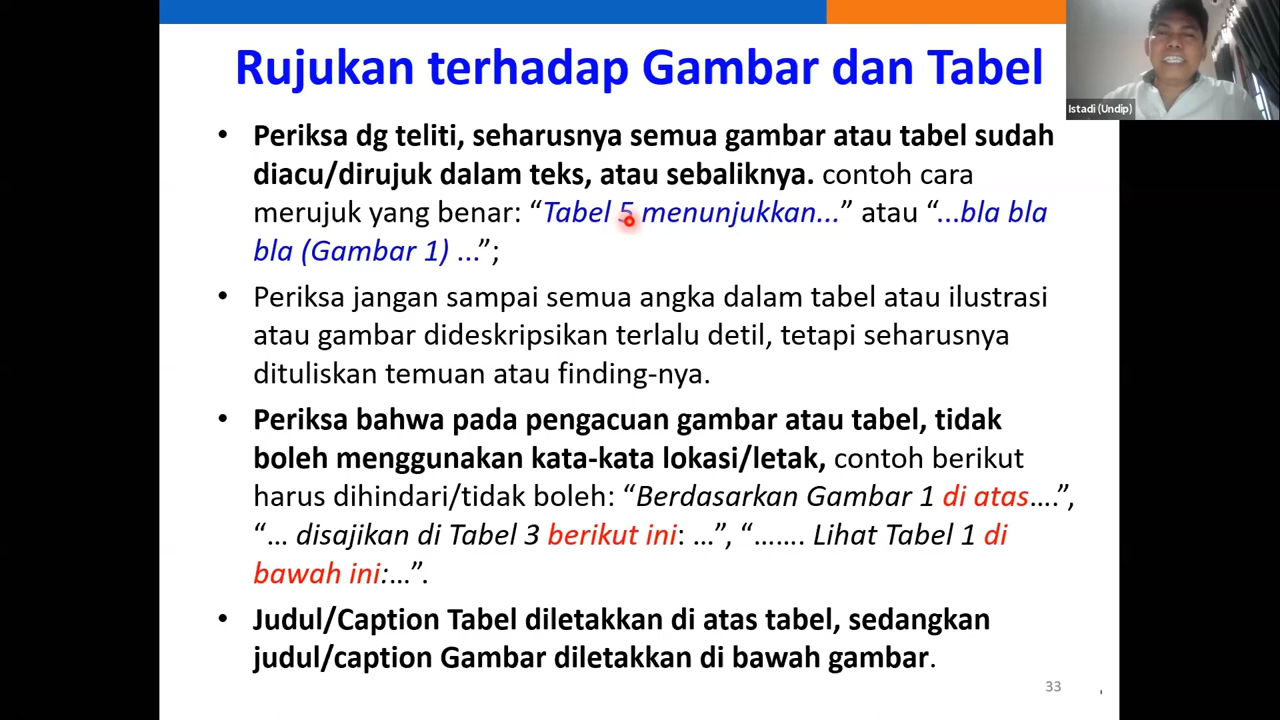 Rujukan terhadap Gambar dan Tabel
Istadi (Undip)
• Periksa dg teliti, seharusnya semua gambar atau tabel sudah
diacu/dirujuk dalam teks, atau sebaliknya. contoh cara
merujuk yang benar: “Tabel 5 menunjukkan...” atau “...bla bla
bla (Gambar 1) ...”;
• Periksa jangan sampai semua angka dalam tabel atau ilustrasi
atau gambar dideskripsikan terlalu detil, tetapi seharusnya
dituliskan temuan atau finding-nya.
• Periksa bahwa pada pengacuan gambar atau tabel, tidak
boleh menggunakan kata-kata lokasi/letak, contoh berikut
harus dihindari/tidak boleh: “Berdasarkan Gambar 1 di atas....”,
“... disajikan di Tabel 3 berikut ini: ...”, “....... Lihat Tabel 1 di
bawah ini:...”.
• Judul/Caption Tabel diletakkan di atas tabel, sedangkan
judul/caption Gambar diletakkan di bawah gambar.
33